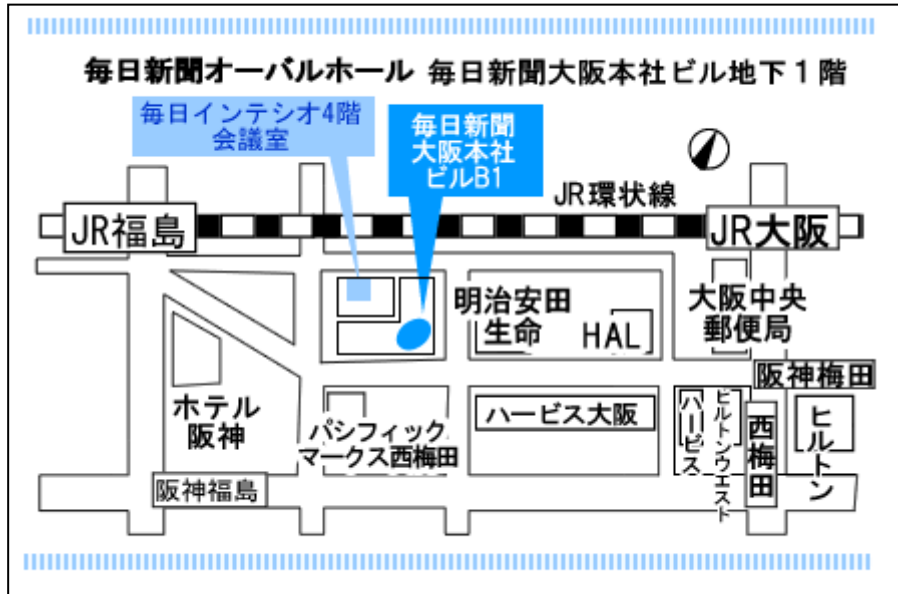 毎日新聞オーバルホール 毎日新聞大阪本社ビル地下1階
毎日インテシオ4階
会議室
毎日新聞
大阪本社
ビルB1
JR環状線
JR福島
JR大阪
明治安田
生命
HAL
大阪中央
郵便局
阪神梅田
ホテル
阪神
パシフィック
マークス西梅田
ハービス大阪
ハービス
ヒルトンウエスト
西梅田
ヒルトン
阪神福島